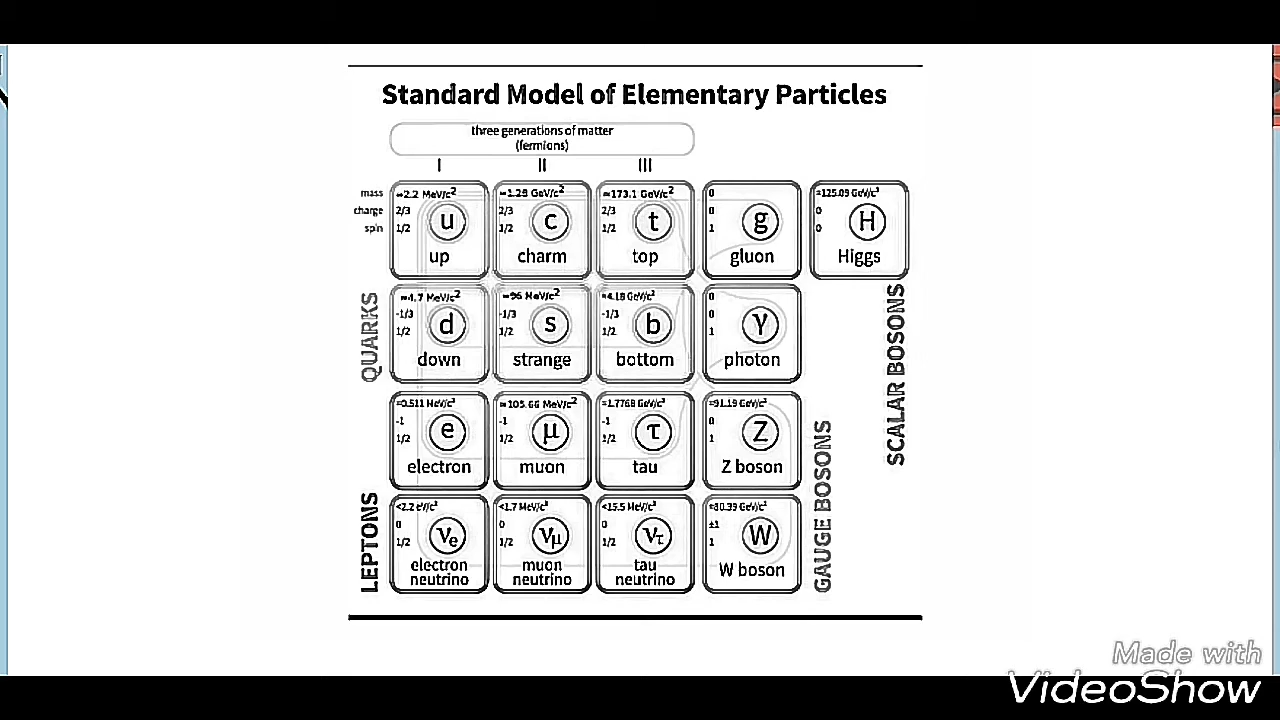 Standard Model of Elementary Particles
three generations of matter
(fermions)
I II III
mass ≈2.2 MeV/c² ≈1.28 GeV/c² ≈173.1 GeV/c² 0 ≈125.09 GeV/c²
charge 2/3 2/3 2/3 0 0
spin 1/2 1/2 1/2 1 0
u c t g H
up charm top gluon Higgs
QUARKS
≈4.7 MeV/c² ≈96 MeV/c² ≈4.18 GeV/c² 0
-1/3 -1/3 -1/3 0
1/2 1/2 1/2 1
d s b γ
down strange bottom photon
SCALAR BOSONS
≈0.511 MeV/c² ≈105.66 MeV/c² ≈1.7768 GeV/c² ≈91.19 GeV/c²
-1 -1 -1 0
1/2 1/2 1/2 1
e μ τ Z
electron muon tau Z boson
LEPTONS
<2.2 eV/c² <1.7 MeV/c² <15.5 MeV/c² ≈80.39 GeV/c²
0 0 0 ±1
1/2 1/2 1/2 1
νe νμ ντ W
electron neutrino muon neutrino tau neutrino W boson
GAUGE BOSONS
Made with
VideoShow